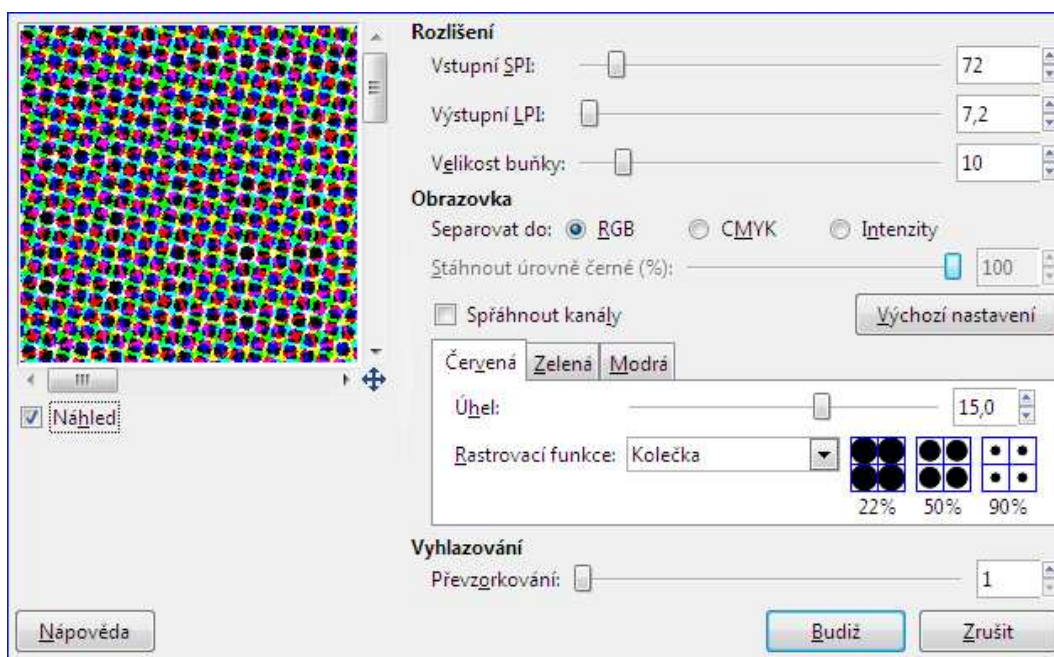 Rozlišení
Vstupní SPI: 72
Výstupní LPI: 7,2
Velikost buňky: 10
Obrazovka
Separovat do: RGB CMYK Intenzity
Stáhnout úrovně černé (%): 100
Spřáhnout kanály Výchozí nastavení
Červená Zelená Modrá
Náhled
Úhel: 15,0
Rastrovací funkce: Kolečka
22% 50% 90%
Vyhlazování
Převzorkování: 1
Nápověda Budiž Zrušit